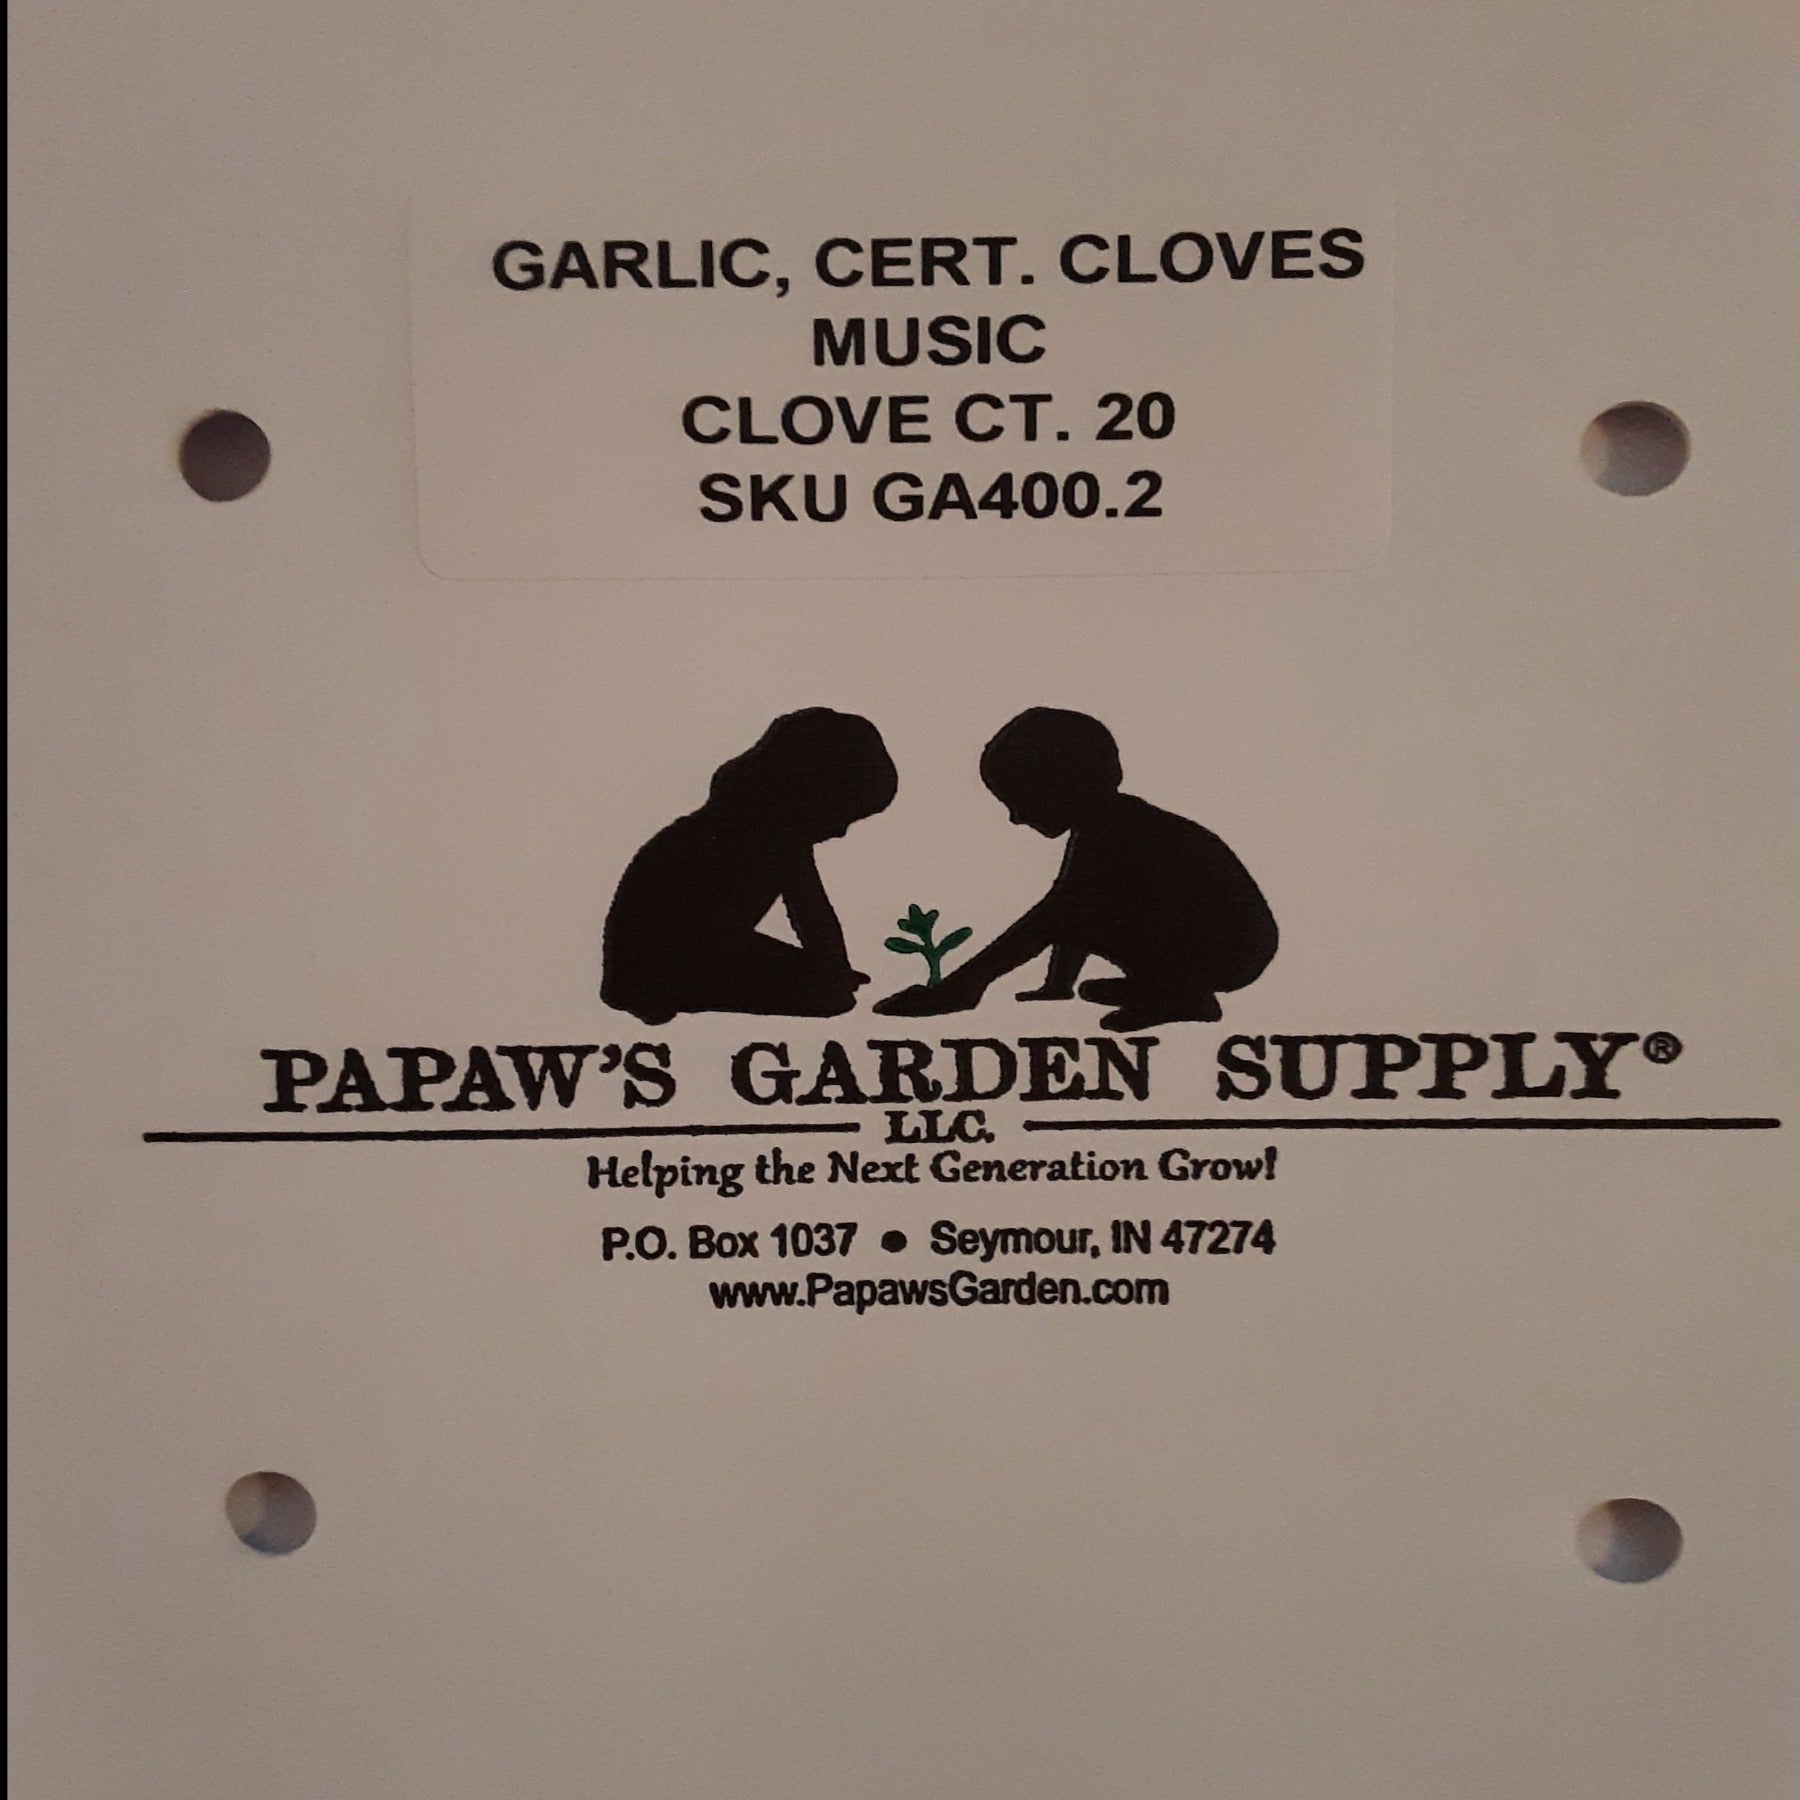 GARLIC, CERT. CLOVES
MUSIC
CLOVE CT. 20
SKU GA400.2
PAPAW'S GARDEN SUPPLY®
LLC.
Helping the Next Generation Grow!
P.O. Box 1037 ● Seymour, IN 47274
www.PapawsGarden.com